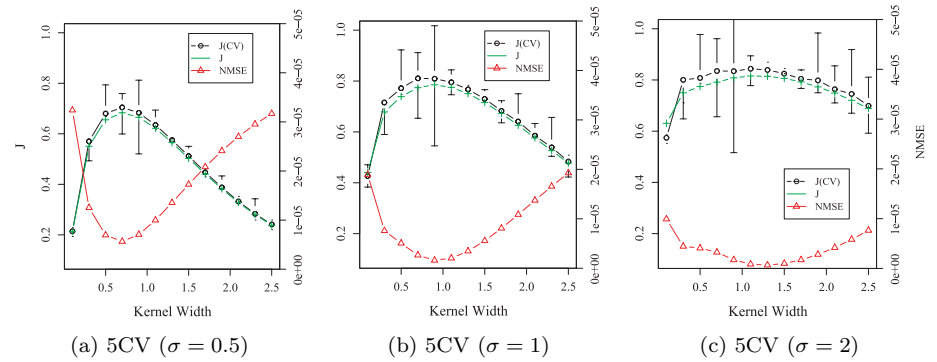 J
0.2 0.4 0.6 0.8 1.0
0.5 1.0 1.5 2.0 2.5
Kernel Width
0e+00 1e-05 2e-05 3e-05 4e-05 5e-05
J(CV)
J
NMSE
(a) 5CV (σ = 0.5)
0.2 0.4 0.6 0.8 1.0
0.5 1.0 1.5 2.0 2.5
Kernel Width
0e+00 1e-05 2e-05 3e-05 4e-05 5e-05
J(CV)
J
NMSE
(b) 5CV (σ = 1)
0.2 0.4 0.6 0.8 1.0
0.5 1.0 1.5 2.0 2.5
Kernel Width
0e+00 1e-05 2e-05 3e-05 4e-05 5e-05
NMSE
J(CV)
J
NMSE
(c) 5CV (σ = 2)